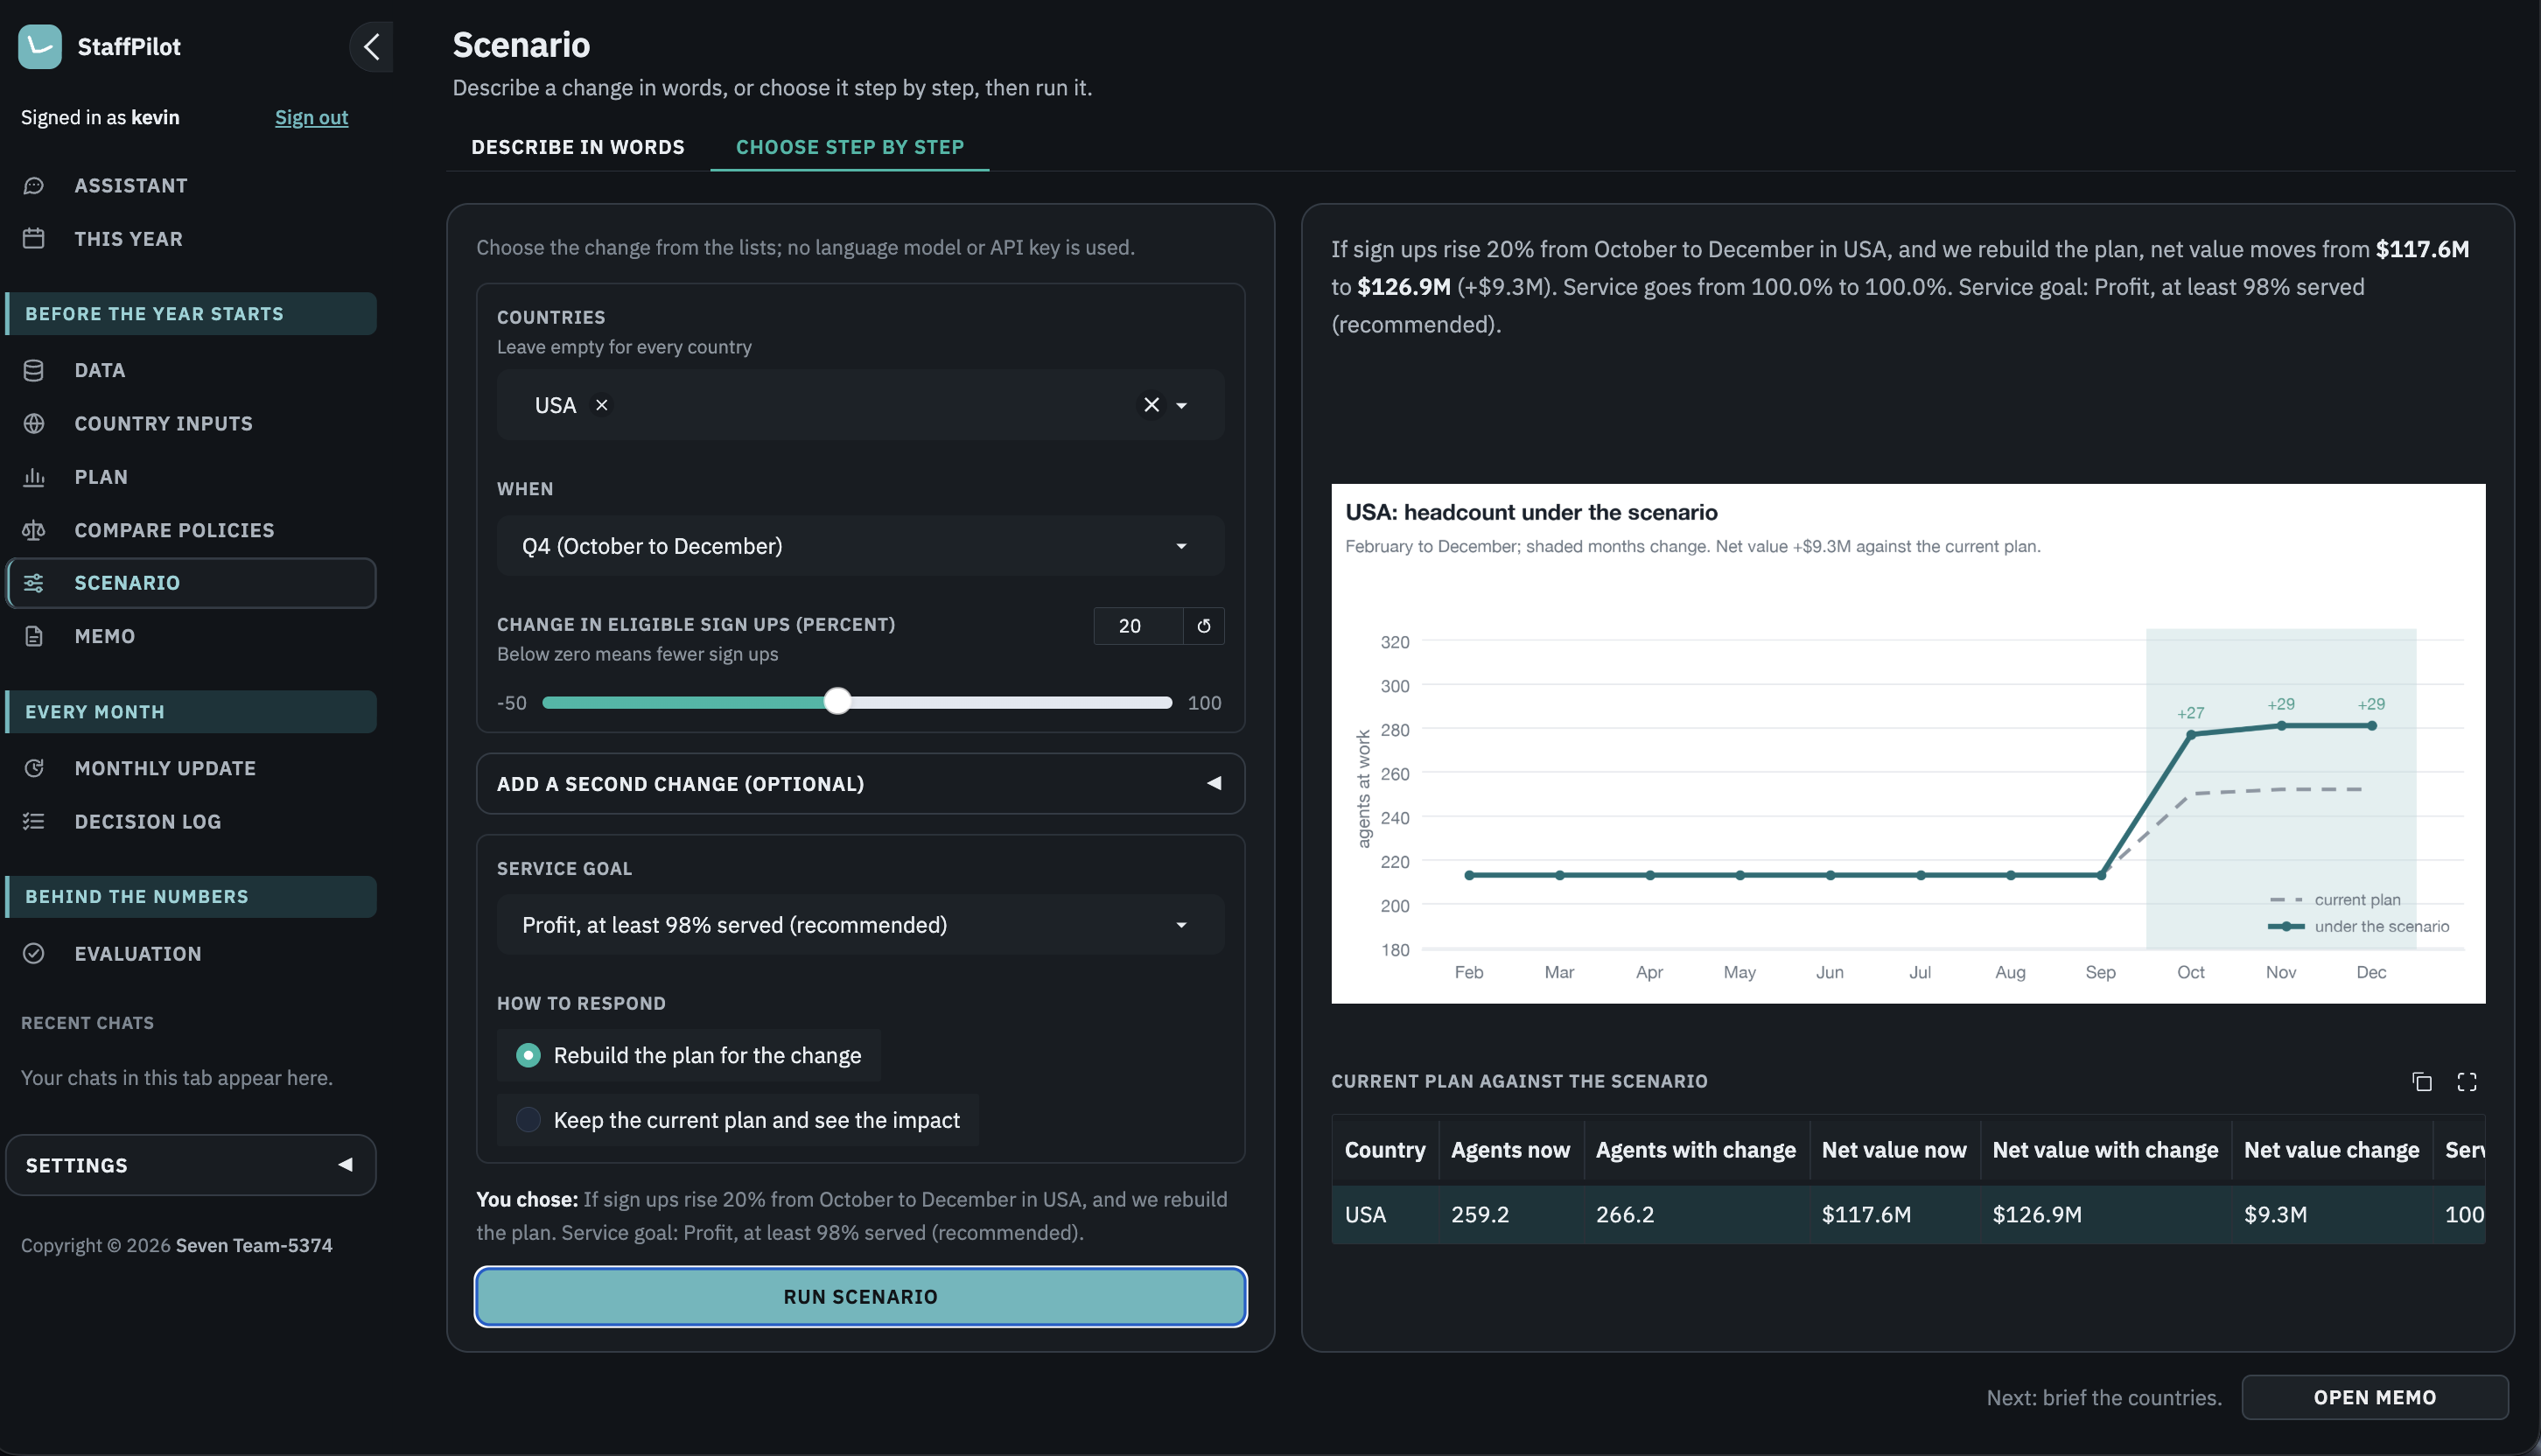 StaffPilot
Signed in as kevin
Sign out
ASSISTANT
THIS YEAR
BEFORE THE YEAR STARTS
DATA
COUNTRY INPUTS
PLAN
COMPARE POLICIES
SCENARIO
MEMO
EVERY MONTH
MONTHLY UPDATE
DECISION LOG
BEHIND THE NUMBERS
EVALUATION
RECENT CHATS
Your chats in this tab appear here.
SETTINGS
Copyright © 2026 Seven Team-5374
Scenario
Describe a change in words, or choose it step by step, then run it.
DESCRIBE IN WORDS
CHOOSE STEP BY STEP
Choose the change from the lists; no language model or API key is used.
COUNTRIES
Leave empty for every country
USA
WHEN
Q4 (October to December)
CHANGE IN ELIGIBLE SIGN UPS (PERCENT)
20
Below zero means fewer sign ups
-50
100
ADD A SECOND CHANGE (OPTIONAL)
SERVICE GOAL
Profit, at least 98% served (recommended)
HOW TO RESPOND
Rebuild the plan for the change
Keep the current plan and see the impact
You chose: If sign ups rise 20% from October to December in USA, and we rebuild
the plan. Service goal: Profit, at least 98% served (recommended).
RUN SCENARIO
If sign ups rise 20% from October to December in USA, and we rebuild the plan, net value moves from $117.6M
to $126.9M (+$9.3M). Service goes from 100.0% to 100.0%. Service goal: Profit, at least 98% served
(recommended).
USA: headcount under the scenario
February to December; shaded months change. Net value +$9.3M against the current plan.
agents at work
320
300
280
260
240
220
200
180
+27
+29
+29
current plan
under the scenario
Feb Mar Apr May Jun Jul Aug Sep Oct Nov Dec
CURRENT PLAN AGAINST THE SCENARIO
Country Agents now Agents with change Net value now Net value with change Net value change Serv
USA 259.2 266.2 $117.6M $126.9M $9.3M 100
Next: brief the countries.
OPEN MEMO